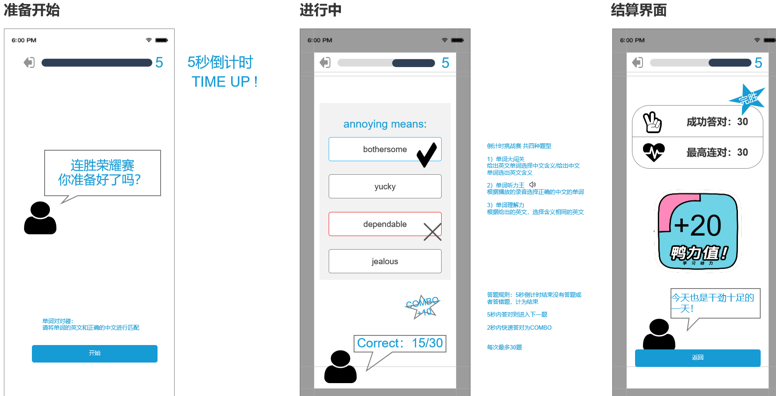 准备开始
6:00 PM
5
5秒倒计时
TIME UP！
连胜荣耀赛
你准备好了吗？
单词对对碰：
请将单词的英文和正确的中文进行匹配
开始
进行中
6:00 PM
5
annoying means:
bothersome
yucky
dependable
jealous
COMBO
+10
Correct：15/30
倒计时挑战赛 共四种题型
1）单词大闯关
给出英文单词选择中文含义/给出中文
单词选出英文含义
2）单词听力王
根据播放的录音选择正确的中文的单词
3）单词理解力
根据给出的英文，选择含义相同的英文
答题规则：5秒倒计时结束没有答题或
者答错题，计为结束
5秒内答对则进入下一题
2秒内快速答对为COMBO
每次最多30题
结算界面
6:00 PM
5
完胜
成功答对：30
最高连对：30
+20
鸭力值！
学习给力
今天也是干劲十足的
一天！
返回